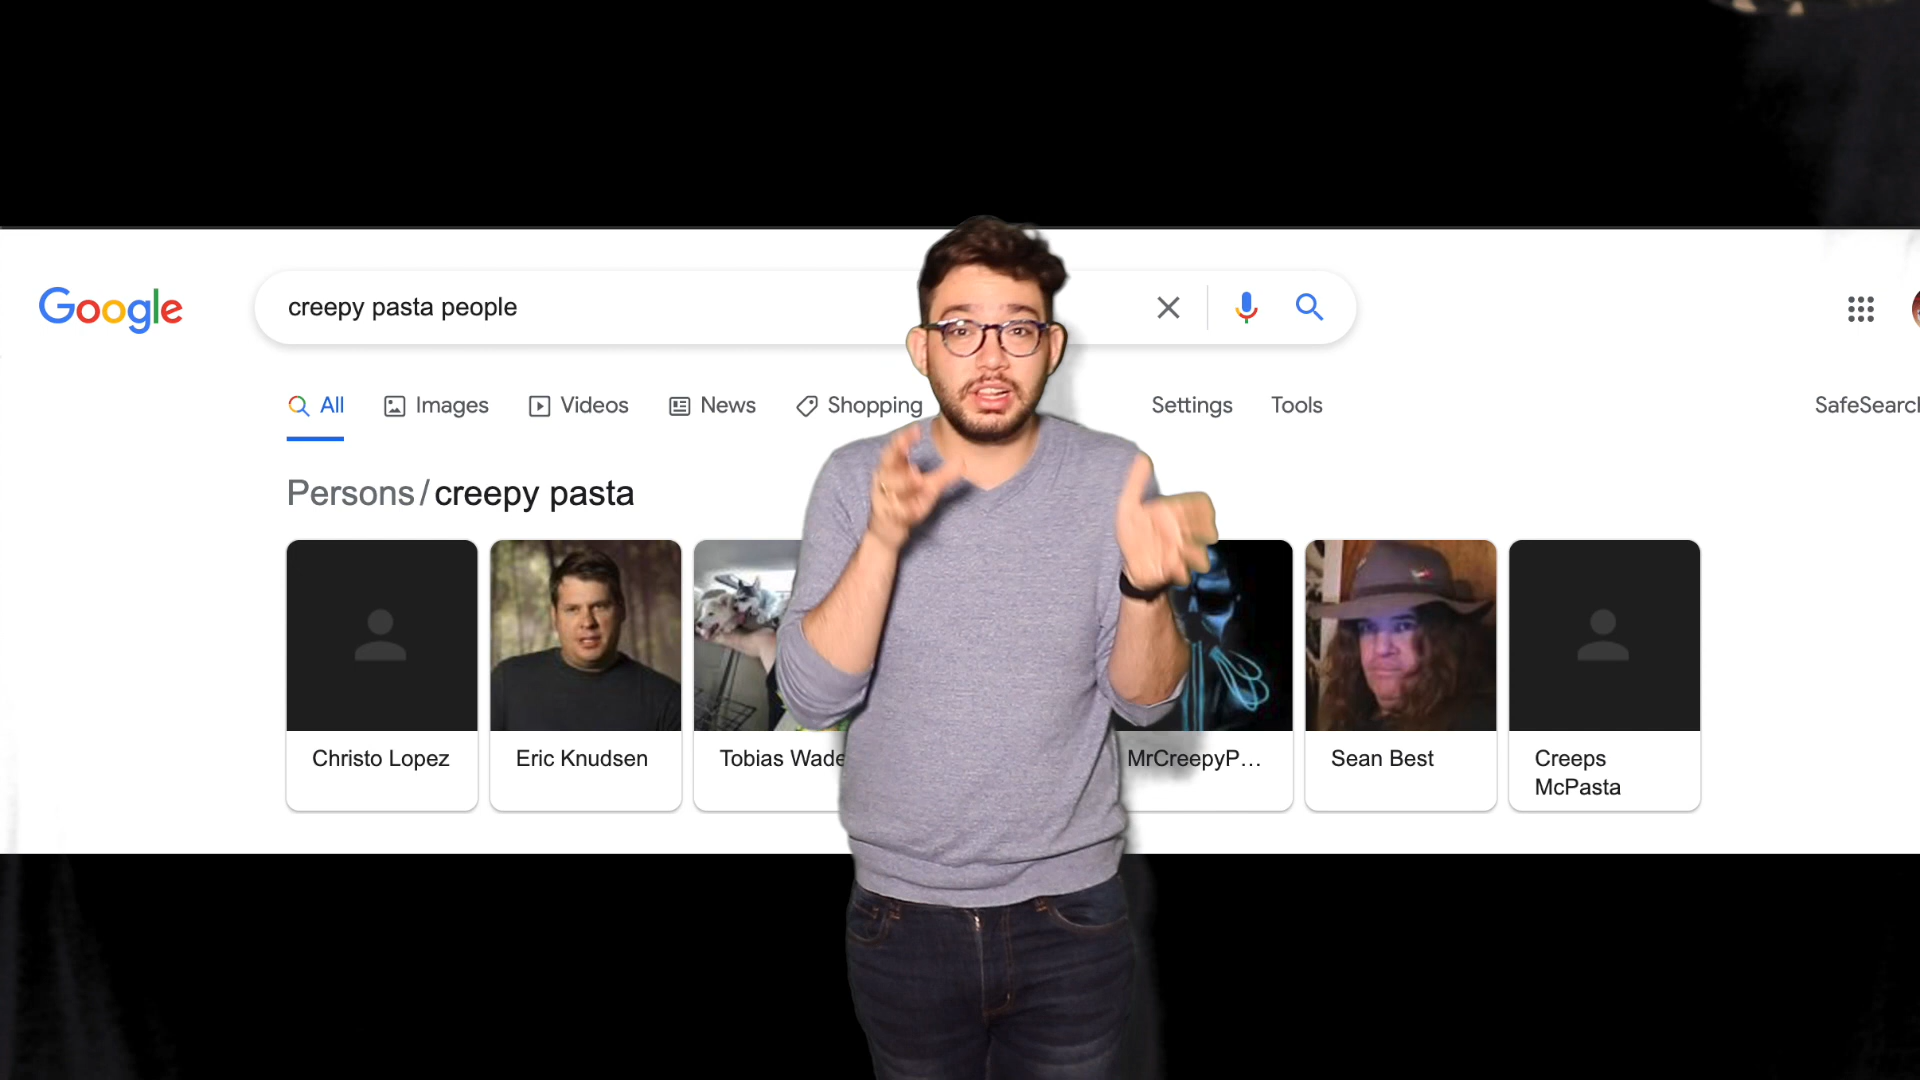 Google
creepy pasta people
All Images Videos News Shopping Settings Tools SafeSearch
Persons/creepy pasta
Christo Lopez Eric Knudsen Tobias Wade MrCreepyP… Sean Best Creeps
McPasta